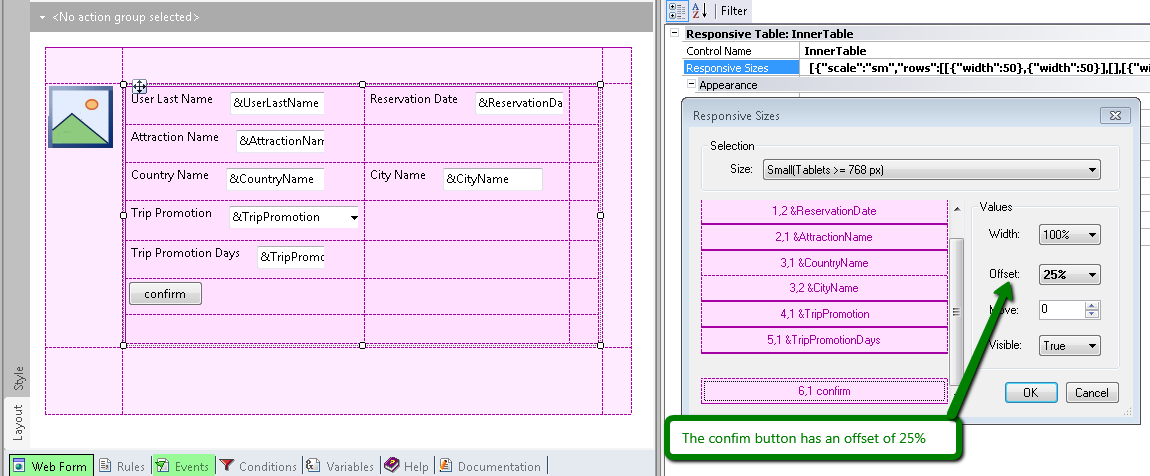 <No action group selected>
User Last Name
&UserLastName
Reservation Date
&ReservationDa
Attraction Name
&AttractionNam
Country Name
&CountryName
City Name
&CityName
Trip Promotion
&TripPromotion
Trip Promotion Days
&TripPromo
confirm
Style
Layout
Web Form
Rules
Events
Conditions
Variables
Help
Documentation
Filter
Responsive Table: InnerTable
Control Name
InnerTable
Responsive Sizes
[{"scale":"sm","rows":[[{"width":50},{"width":50}],[],[{"wi
Appearance
Responsive Sizes
Selection
Size:
Small(Tablets >= 768 px)
1,2 &ReservationDate
2,1 &AttractionName
3,1 &CountryName
3,2 &CityName
4,1 &TripPromotion
5,1 &TripPromotionDays
6,1 confirm
Values
Width:
100%
Offset:
25%
Move:
0
Visible:
True
OK
Cancel
The confim button has an offset of 25%